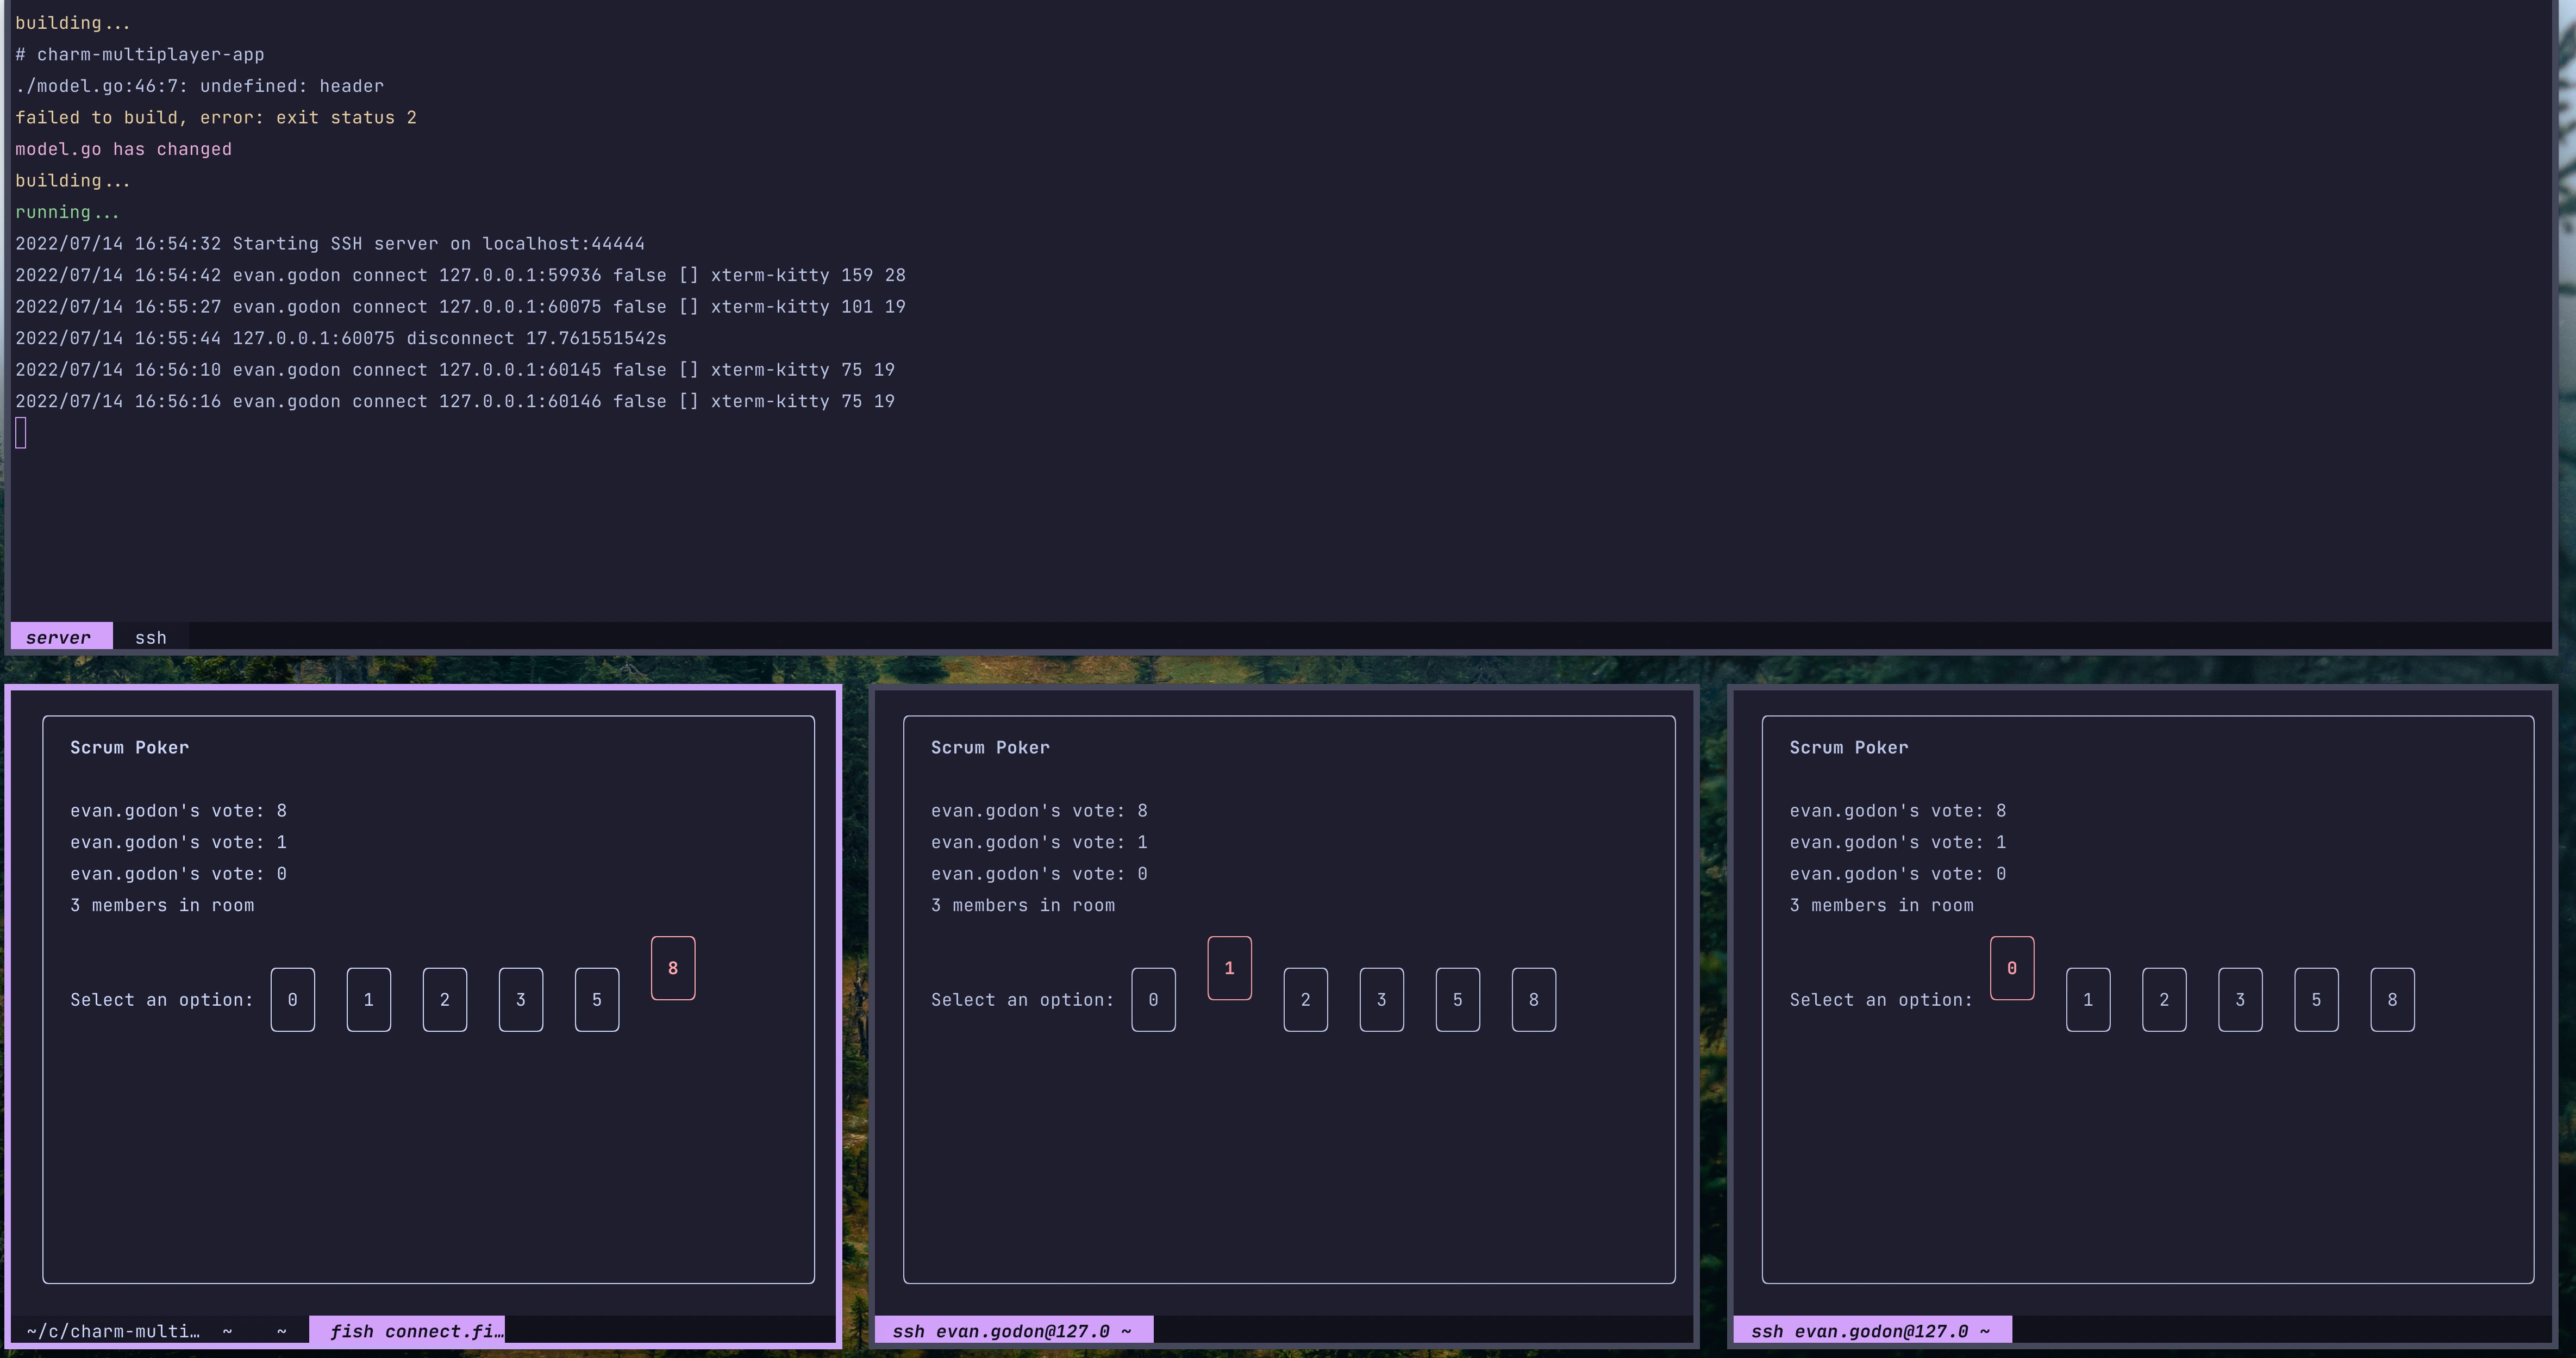 building...
# charm-multiplayer-app
./model.go:46:7: undefined: header
failed to build, error: exit status 2
model.go has changed
building...
running...
2022/07/14 16:54:32 Starting SSH server on localhost:44444
2022/07/14 16:54:42 evan.godon connect 127.0.0.1:59936 false [] xterm-kitty 159 28
2022/07/14 16:55:27 evan.godon connect 127.0.0.1:60075 false [] xterm-kitty 101 19
2022/07/14 16:55:44 127.0.0.1:60075 disconnect 17.761551542s
2022/07/14 16:56:10 evan.godon connect 127.0.0.1:60145 false [] xterm-kitty 75 19
2022/07/14 16:56:16 evan.godon connect 127.0.0.1:60146 false [] xterm-kitty 75 19
server ssh
Scrum Poker
evan.godon's vote: 8
evan.godon's vote: 1
evan.godon's vote: 0
3 members in room
Select an option: 0 1 2 3 5 8
~/c/charm-multi… ~ ~ fish connect.fi…
Scrum Poker
evan.godon's vote: 8
evan.godon's vote: 1
evan.godon's vote: 0
3 members in room
Select an option: 0 1 2 3 5 8
ssh evan.godon@127.0 ~
Scrum Poker
evan.godon's vote: 8
evan.godon's vote: 1
evan.godon's vote: 0
3 members in room
Select an option: 0 1 2 3 5 8
ssh evan.godon@127.0 ~